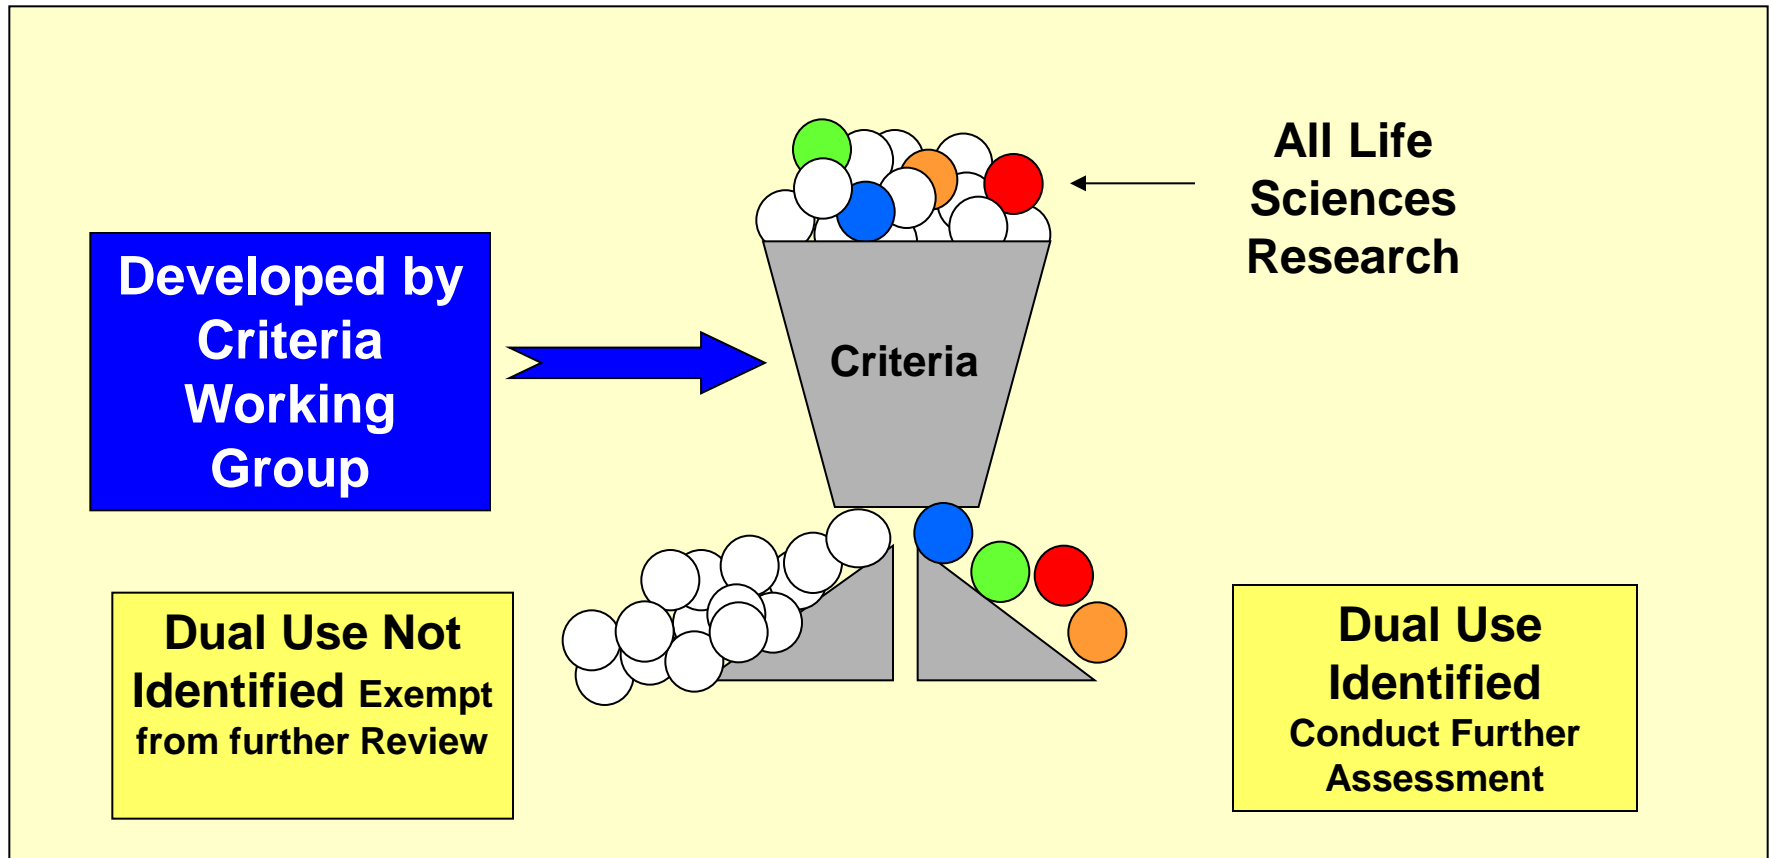 All Life
Sciences
Research
Developed by
Criteria
Working
Group
Criteria
Dual Use Not
Identified Exempt
from further Review
Dual Use
Identified
Conduct Further
Assessment